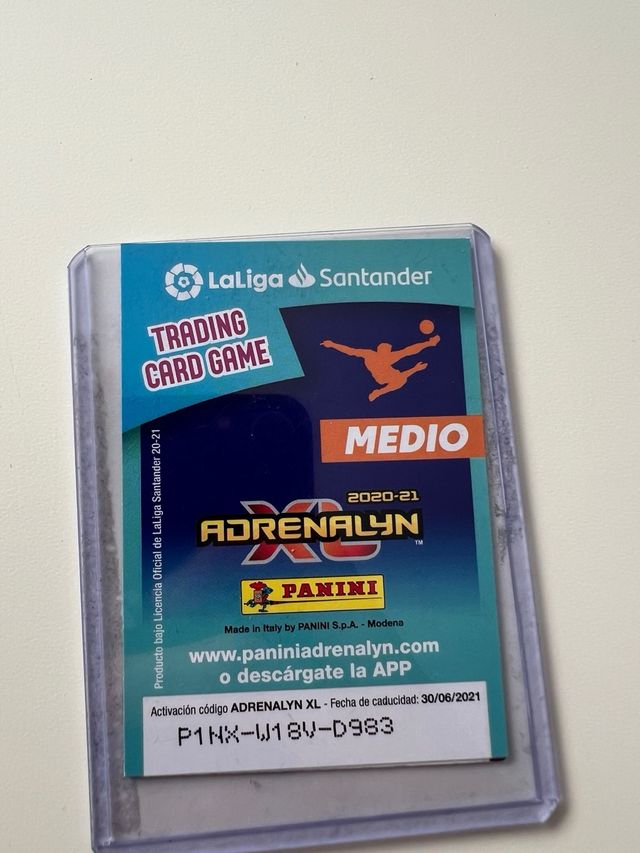 LaLiga Santander
TRADING
CARD GAME
MEDIO
Producto bajo Licencia Oficial de LaLiga Santander 20-21
2020-21
ADRENALYN
XL
™
PANINI
Made in Italy by PANINI S.p.A. - Modena
www.paniniadrenalyn.com
o descárgate la APP
Activación código ADRENALYN XL - Fecha de caducidad: 30/06/2021
P1NX-W18V-D983